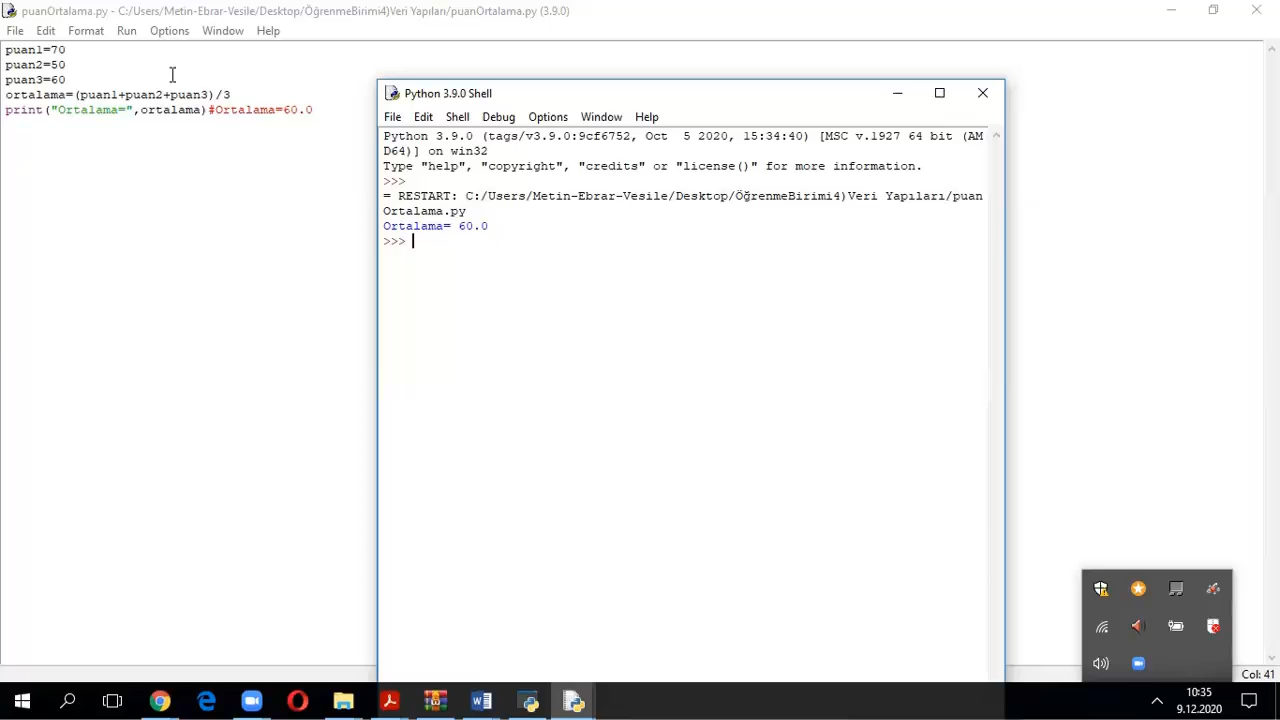 puanOrtalama.py - C:/Users/Metin-Ebrar-Vesile/Desktop/ÖğrenmeBirimi4)Veri Yapıları/puanOrtalama.py (3.9.0)
File Edit Format Run Options Window Help
puan1=70
puan2=50
puan3=60
ortalama=(puan1+puan2+puan3)/3
print("Ortalama=",ortalama)#Ortalama=60.0
Python 3.9.0 Shell
File Edit Shell Debug Options Window Help
Python 3.9.0 (tags/v3.9.0:9cf6752, Oct  5 2020, 15:34:40) [MSC v.1927 64 bit (AM
D64)] on win32
Type "help", "copyright", "credits" or "license()" for more information.
>>>
= RESTART: C:/Users/Metin-Ebrar-Vesile/Desktop/ÖğrenmeBirimi4)Veri Yapıları/puan
Ortalama.py
Ortalama= 60.0
>>>
Col: 41
10:35
9.12.2020